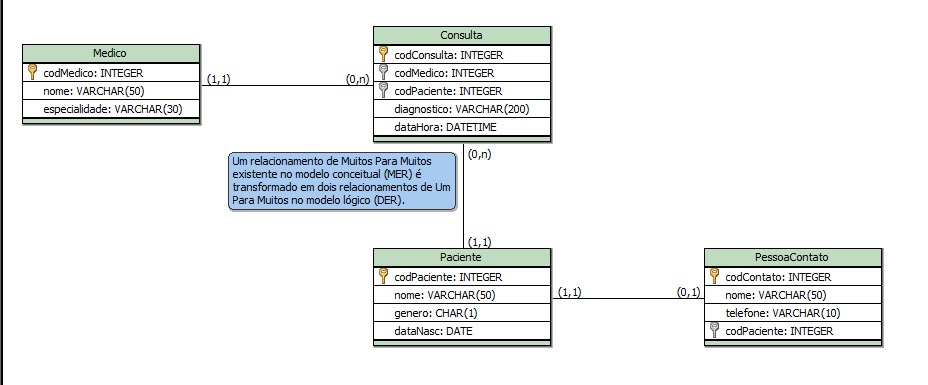 Medico
codMedico: INTEGER
nome: VARCHAR(50)
especialidade: VARCHAR(30)
(1,1)
(0,n)
Consulta
codConsulta: INTEGER
codMedico: INTEGER
codPaciente: INTEGER
diagnostico: VARCHAR(200)
dataHora: DATETIME
(0,n)
Um relacionamento de Muitos Para Muitos
existente no modelo conceitual (MER) é
transformado em dois relacionamentos de Um
Para Muitos no modelo lógico (DER).
(1,1)
Paciente
codPaciente: INTEGER
nome: VARCHAR(50)
genero: CHAR(1)
dataNasc: DATE
(1,1)
(0,1)
PessoaContato
codContato: INTEGER
nome: VARCHAR(50)
telefone: VARCHAR(10)
codPaciente: INTEGER